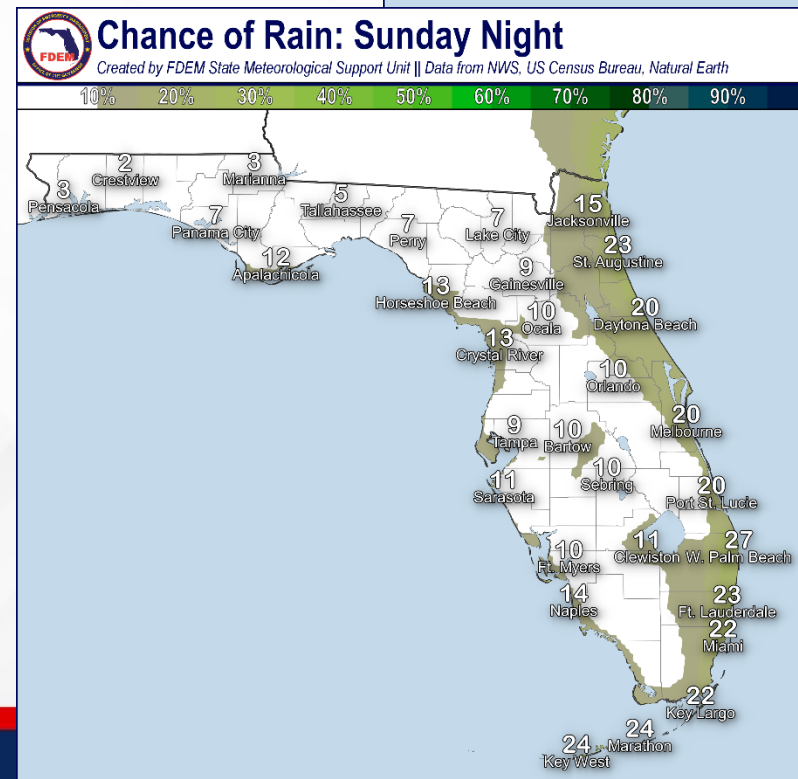 Chance of Rain: Sunday Night
FDEM
Created by FDEM State Meteorological Support Unit || Data from NWS, US Census Bureau, Natural Earth
10% 20% 30% 40% 50% 60% 70% 80% 90%
2
Crestview
3
Marianna
3
Pensacola
5
Tallahassee
15
Jacksonville
7
Panama City
7
Perry
7
Lake City
23
St. Augustine
12
Apalachicola
9
Gainesville
13
Horseshoe Beach
10
Ocala
20
Daytona Beach
13
Crystal River
10
Orlando
9
Tampa
10
Bartow
20
Melbourne
11
Sarasota
10
Sebring
20
Port St. Lucie
10
Ft. Myers
11
Clewiston
27
W. Palm Beach
14
Naples
23
Ft. Lauderdale
22
Miami
22
Key Largo
24
Marathon
24
Key West